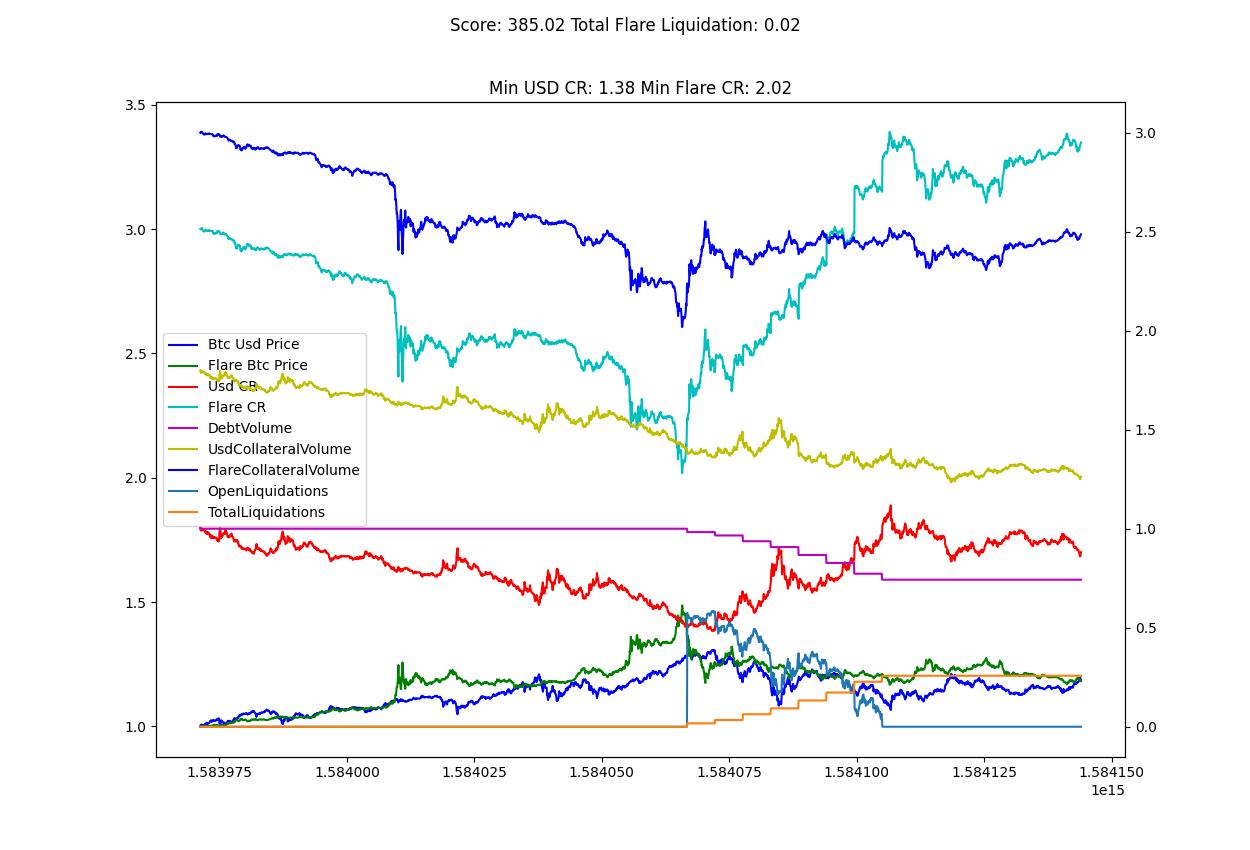 Score: 385.02 Total Flare Liquidation: 0.02
Min USD CR: 1.38 Min Flare CR: 2.02
3.5
3.0
2.5
2.0
1.5
1.0
3.0
2.5
2.0
1.5
1.0
0.5
0.0
Btc Usd Price
Flare Btc Price
Usd CR
Flare CR
DebtVolume
UsdCollateralVolume
FlareCollateralVolume
OpenLiquidations
TotalLiquidations
1.583975 1.584000 1.584025 1.584050 1.584075 1.584100 1.584125 1.584150
1e15